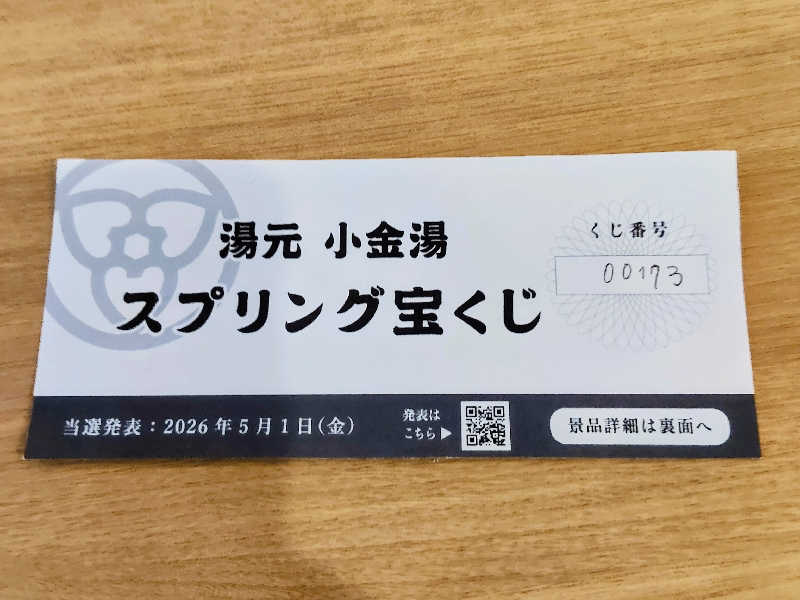 湯元 小金湯
スプリング宝くじ
くじ番号
00173
当選発表：2026年5月1日(金)
発表は
こちら▶
景品詳細は裏面へ